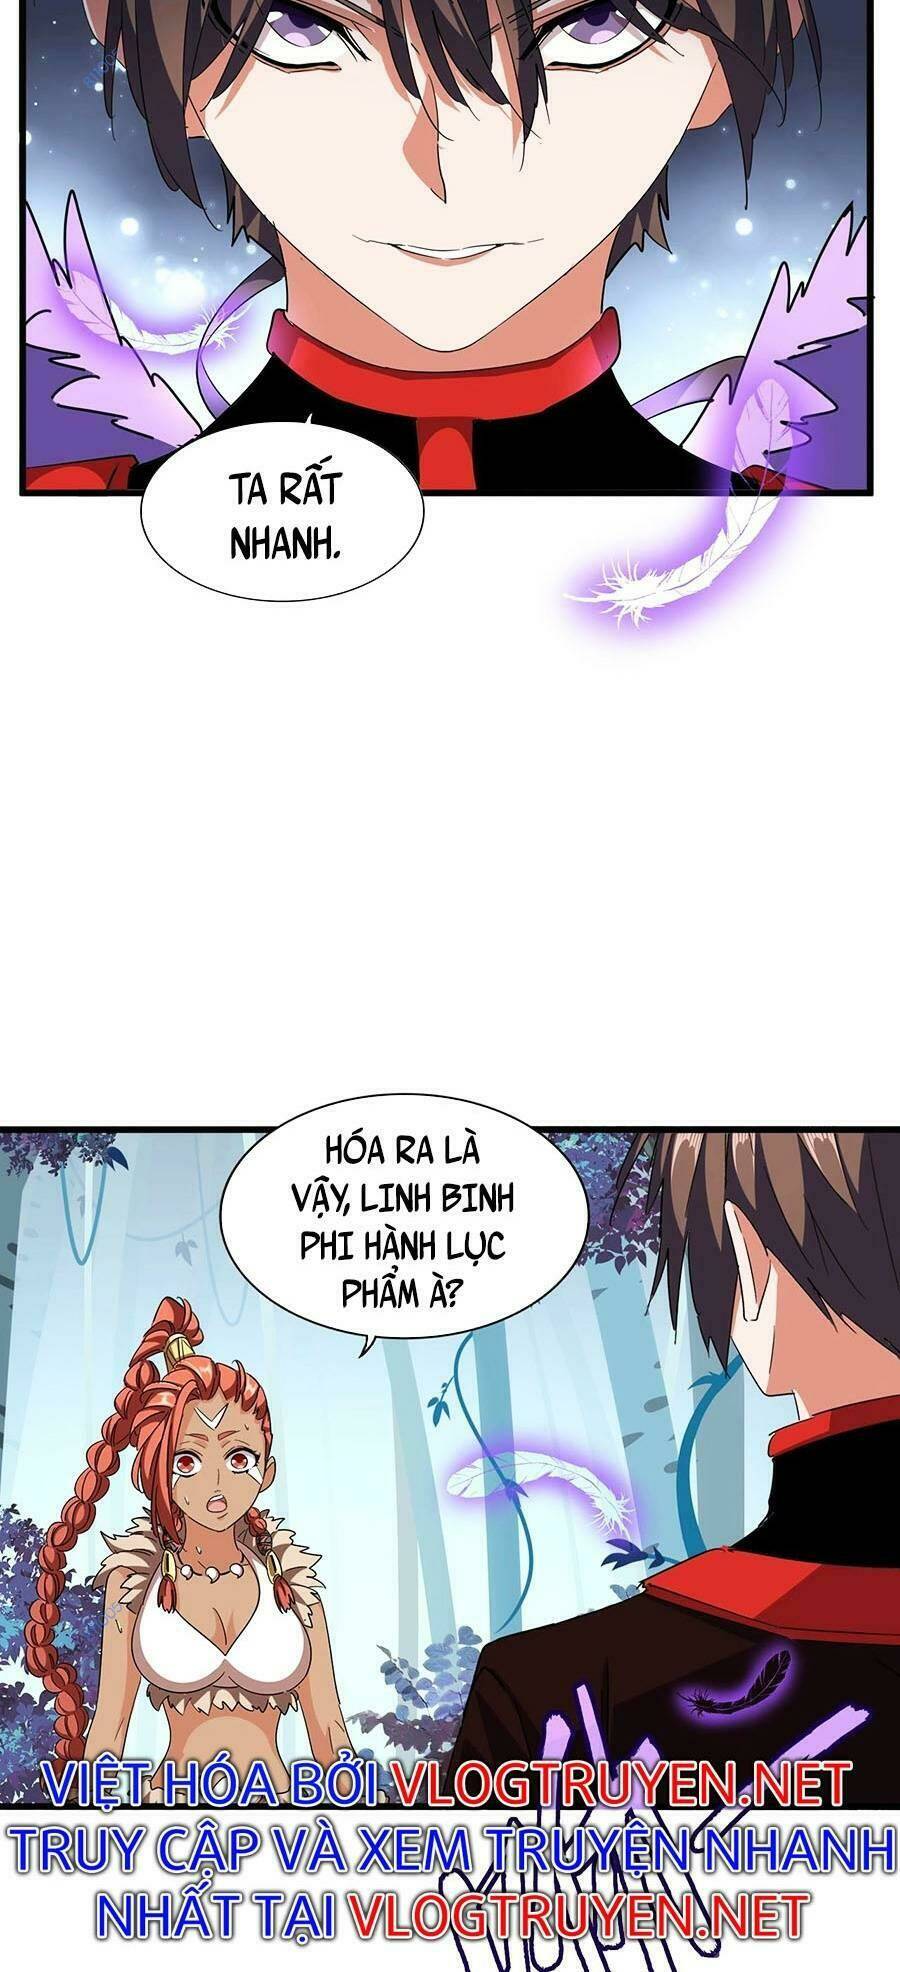 TA RẤT
NHANH.
HÓA RA LÀ
VẬY, LINH BINH
PHI HÀNH LỤC
PHẨM À?
VIỆT HÓA BỞI VLOGTRUYEN.NET
TRUY CẬP VÀ XEM TRUYỆN NHANH
NHẤT TẠI VLOGTRUYEN.NET